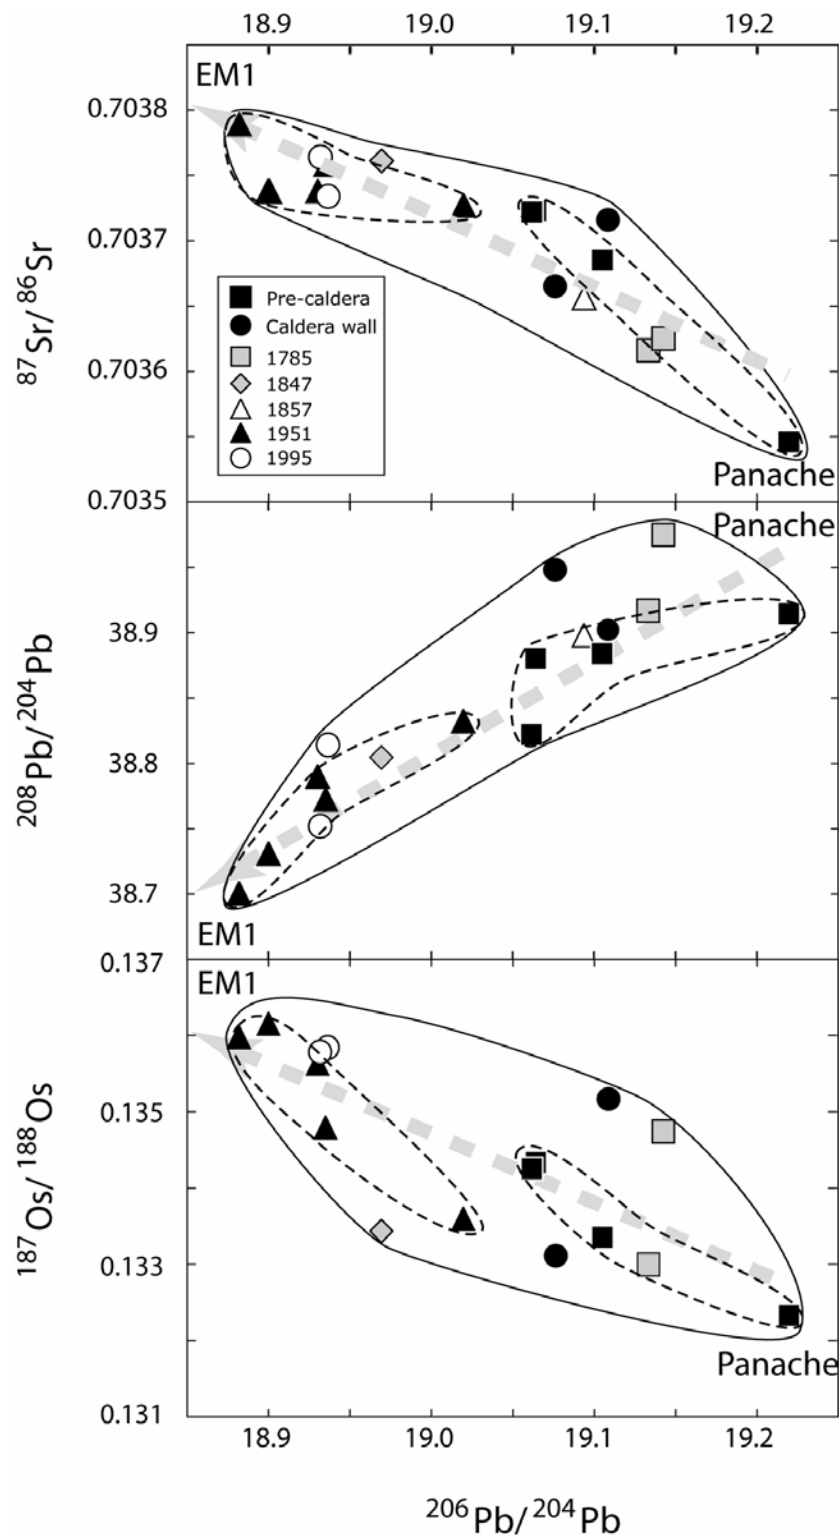 18.9 19.0 19.1 19.2
EM1
0.7038
0.7037
0.7036
0.7035
87Sr/ 86Sr
Pre-caldera
Caldera wall
1785
1847
1857
1951
1995
Panache
Panache
38.9
38.8
38.7
208Pb/ 204Pb
EM1
0.137
EM1
0.135
0.133
0.131
187Os/ 188Os
Panache
18.9 19.0 19.1 19.2
206Pb/ 204Pb